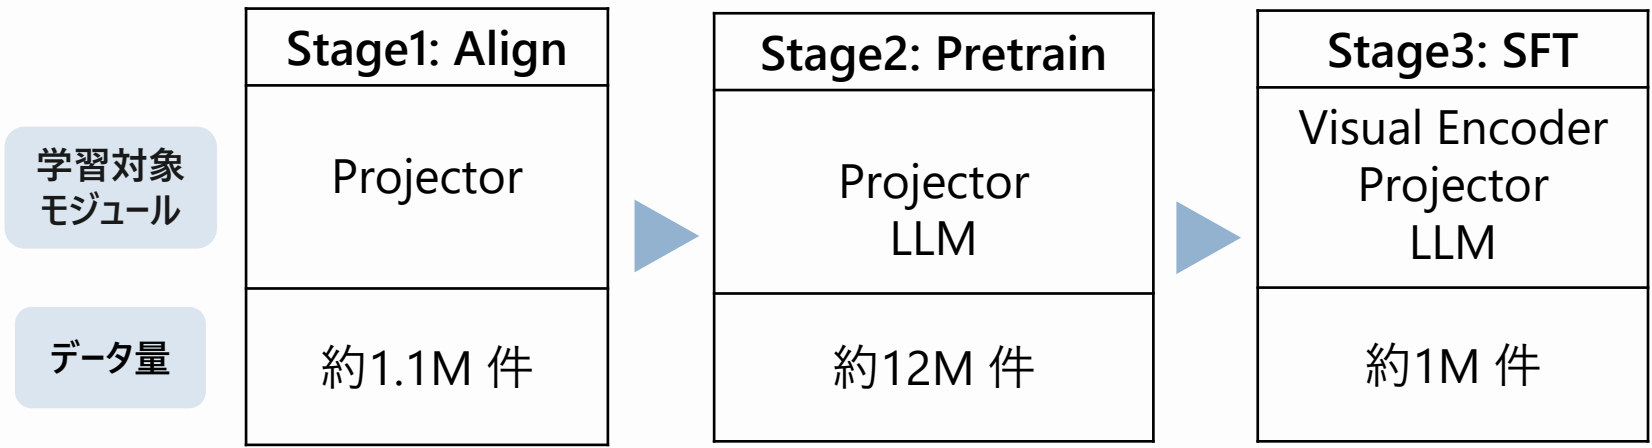 Stage1: Align
Stage2: Pretrain
Stage3: SFT
学習対象
モジュール
Projector
Projector
LLM
Visual Encoder
Projector
LLM
データ量
約1.1M 件
約12M 件
約1M 件